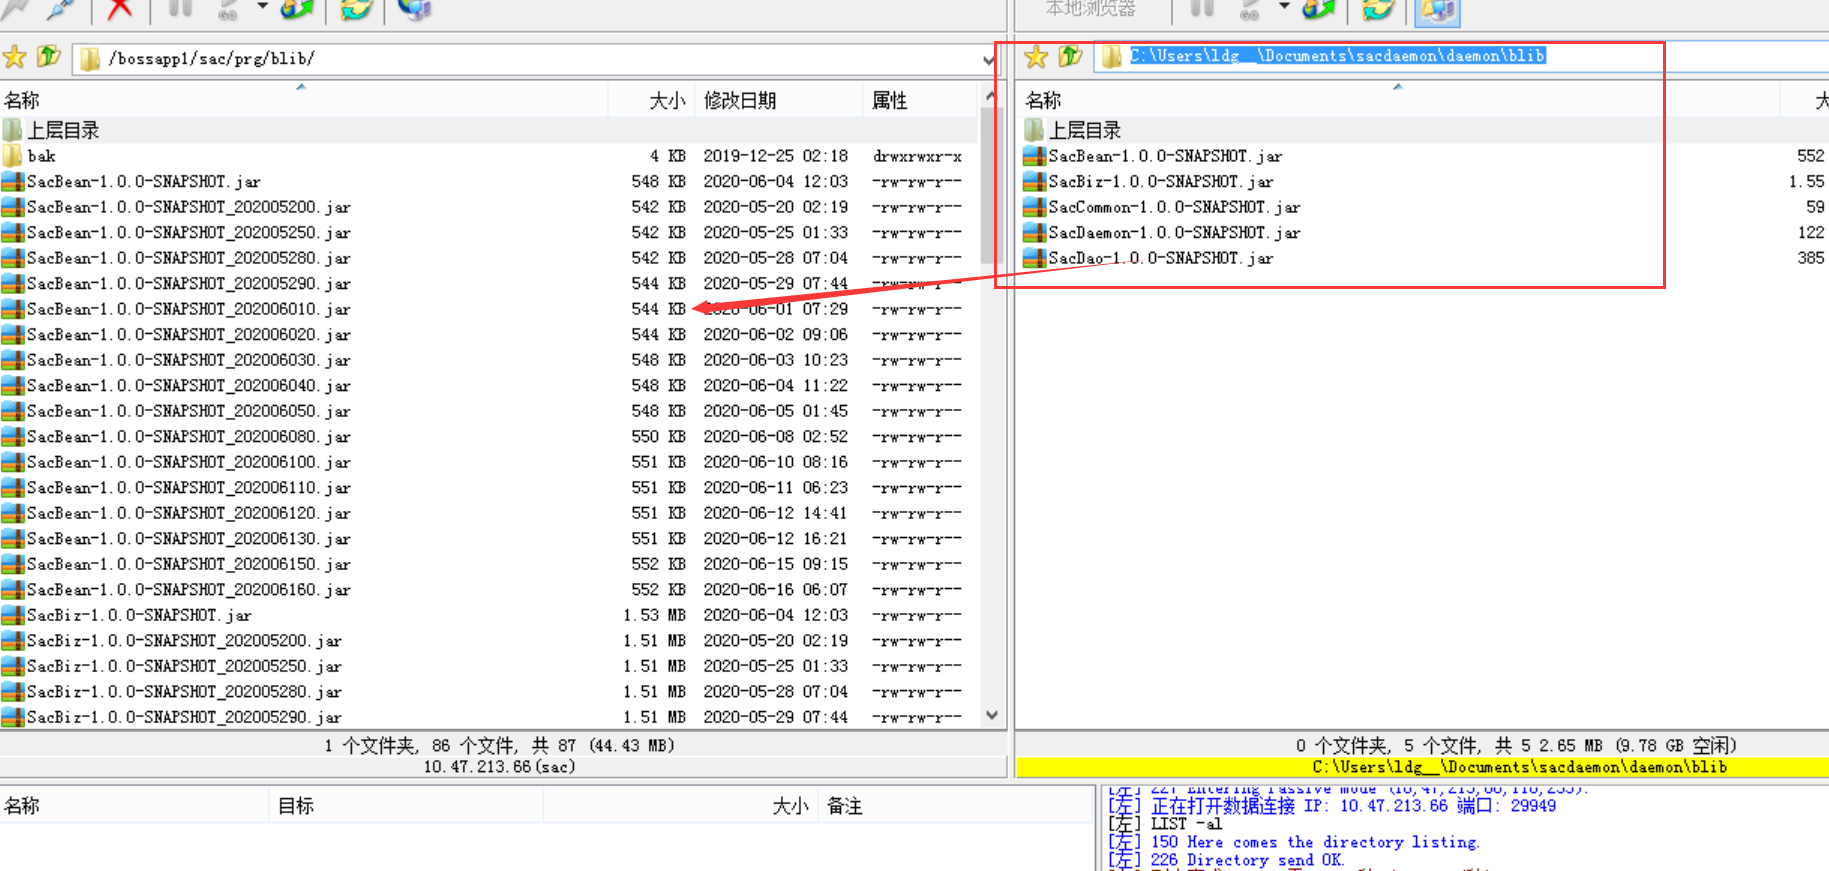 本地浏览器
/bossapp1/sac/prg/blib/
C:\Users\ldg__\Documents\sacdaemon\daemon\blib
名称 大小 修改日期 属性
上层目录
bak 4 KB 2019-12-25 02:18 drwxrwxr-x
SacBean-1.0.0-SNAPSHOT.jar 548 KB 2020-06-04 12:03 -rw-rw-r--
SacBean-1.0.0-SNAPSHOT_202005200.jar 542 KB 2020-05-20 02:19 -rw-rw-r--
SacBean-1.0.0-SNAPSHOT_202005250.jar 542 KB 2020-05-25 01:33 -rw-rw-r--
SacBean-1.0.0-SNAPSHOT_202005280.jar 542 KB 2020-05-28 07:04 -rw-rw-r--
SacBean-1.0.0-SNAPSHOT_202005290.jar 544 KB 2020-05-29 07:44 -rw-rw-r--
SacBean-1.0.0-SNAPSHOT_202006010.jar 544 KB 2020-06-01 07:29 -rw-rw-r--
SacBean-1.0.0-SNAPSHOT_202006020.jar 544 KB 2020-06-02 09:06 -rw-rw-r--
SacBean-1.0.0-SNAPSHOT_202006030.jar 548 KB 2020-06-03 10:23 -rw-rw-r--
SacBean-1.0.0-SNAPSHOT_202006040.jar 548 KB 2020-06-04 11:22 -rw-rw-r--
SacBean-1.0.0-SNAPSHOT_202006050.jar 548 KB 2020-06-05 01:45 -rw-rw-r--
SacBean-1.0.0-SNAPSHOT_202006080.jar 550 KB 2020-06-08 02:52 -rw-rw-r--
SacBean-1.0.0-SNAPSHOT_202006100.jar 551 KB 2020-06-10 08:16 -rw-rw-r--
SacBean-1.0.0-SNAPSHOT_202006110.jar 551 KB 2020-06-11 06:23 -rw-rw-r--
SacBean-1.0.0-SNAPSHOT_202006120.jar 551 KB 2020-06-12 14:41 -rw-rw-r--
SacBean-1.0.0-SNAPSHOT_202006130.jar 551 KB 2020-06-12 16:21 -rw-rw-r--
SacBean-1.0.0-SNAPSHOT_202006150.jar 552 KB 2020-06-15 09:15 -rw-rw-r--
SacBean-1.0.0-SNAPSHOT_202006160.jar 552 KB 2020-06-16 06:07 -rw-rw-r--
SacBiz-1.0.0-SNAPSHOT.jar 1.53 MB 2020-06-04 12:03 -rw-rw-r--
SacBiz-1.0.0-SNAPSHOT_202005200.jar 1.51 MB 2020-05-20 02:19 -rw-rw-r--
SacBiz-1.0.0-SNAPSHOT_202005250.jar 1.51 MB 2020-05-25 01:33 -rw-rw-r--
SacBiz-1.0.0-SNAPSHOT_202005280.jar 1.51 MB 2020-05-28 07:04 -rw-rw-r--
SacBiz-1.0.0-SNAPSHOT_202005290.jar 1.51 MB 2020-05-29 07:44 -rw-rw-r--
1 个文件夹, 86 个文件, 共 87 (44.43 MB)
10.47.213.66(sac)
名称 大
上层目录
SacBean-1.0.0-SNAPSHOT.jar 552
SacBiz-1.0.0-SNAPSHOT.jar 1.55
SacCommon-1.0.0-SNAPSHOT.jar 59
SacDaemon-1.0.0-SNAPSHOT.jar 122
SacDao-1.0.0-SNAPSHOT.jar 385
0 个文件夹, 5 个文件, 共 5 2.65 MB (9.78 GB 空闲)
C:\Users\ldg__\Documents\sacdaemon\daemon\blib
名称 目标 大小 备注
[左] 227 Entering Passive Mode
[左] 正在打开数据连接 IP: 10.47.213.66 端口: 29949
[左] LIST -al
[左] 150 Here comes the directory listing.
[左] 226 Directory send OK.